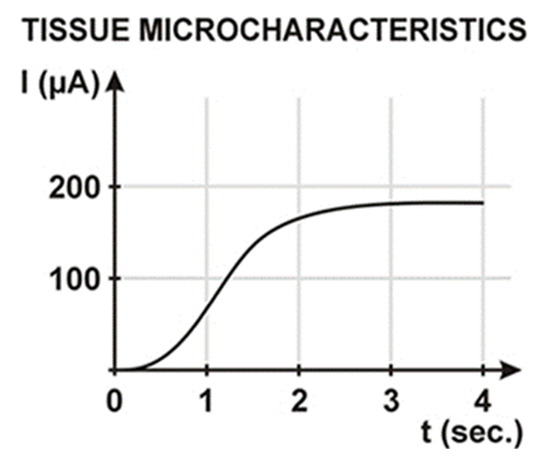 TISSUE MICROCHARACTERISTICS
I (µA)
200
100
0 1 2 3 4
t (sec.)